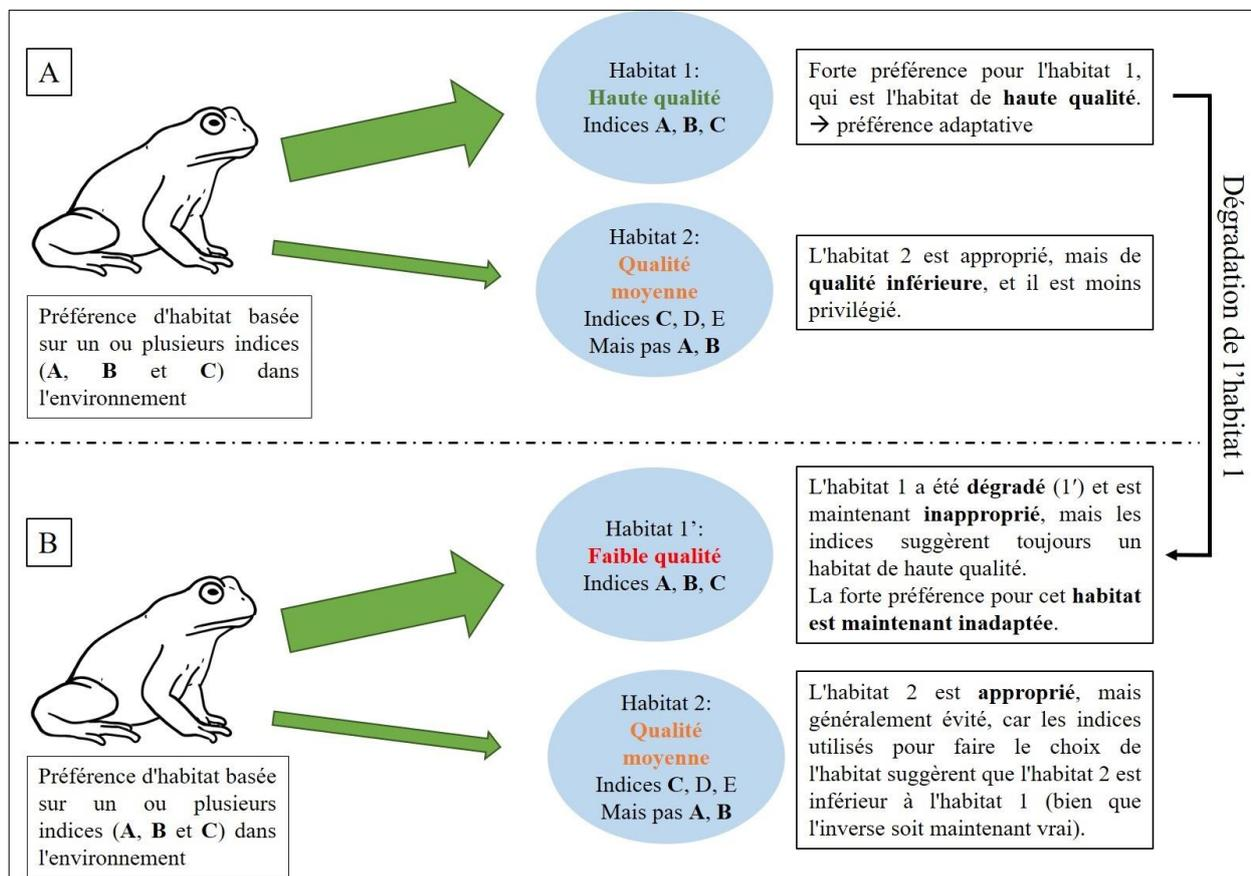 A
Habitat 1:
Haute qualité
Indices A, B, C
Forte préférence pour l'habitat 1,
qui est l'habitat de haute qualité.
→ préférence adaptative
Habitat 2:
Qualité
moyenne
Indices C, D, E
Mais pas A, B
L'habitat 2 est approprié, mais de
qualité inférieure, et il est moins
privilégié.
Préférence d'habitat basée
sur un ou plusieurs indices
(A, B et C) dans
l'environnement
Dégradation de l'habitat 1
B
Habitat 1’:
Faible qualité
Indices A, B, C
L'habitat 1 a été dégradé (1′) et est
maintenant inapproprié, mais les
indices suggèrent toujours un
habitat de haute qualité.
La forte préférence pour cet habitat
est maintenant inadaptée.
Habitat 2:
Qualité
moyenne
Indices C, D, E
Mais pas A, B
L'habitat 2 est approprié, mais
généralement évité, car les indices
utilisés pour faire le choix de
l'habitat suggèrent que l'habitat 2 est
inférieur à l'habitat 1 (bien que
l'inverse soit maintenant vrai).
Préférence d'habitat basée
sur un ou plusieurs
indices (A, B et C) dans
l'environnement